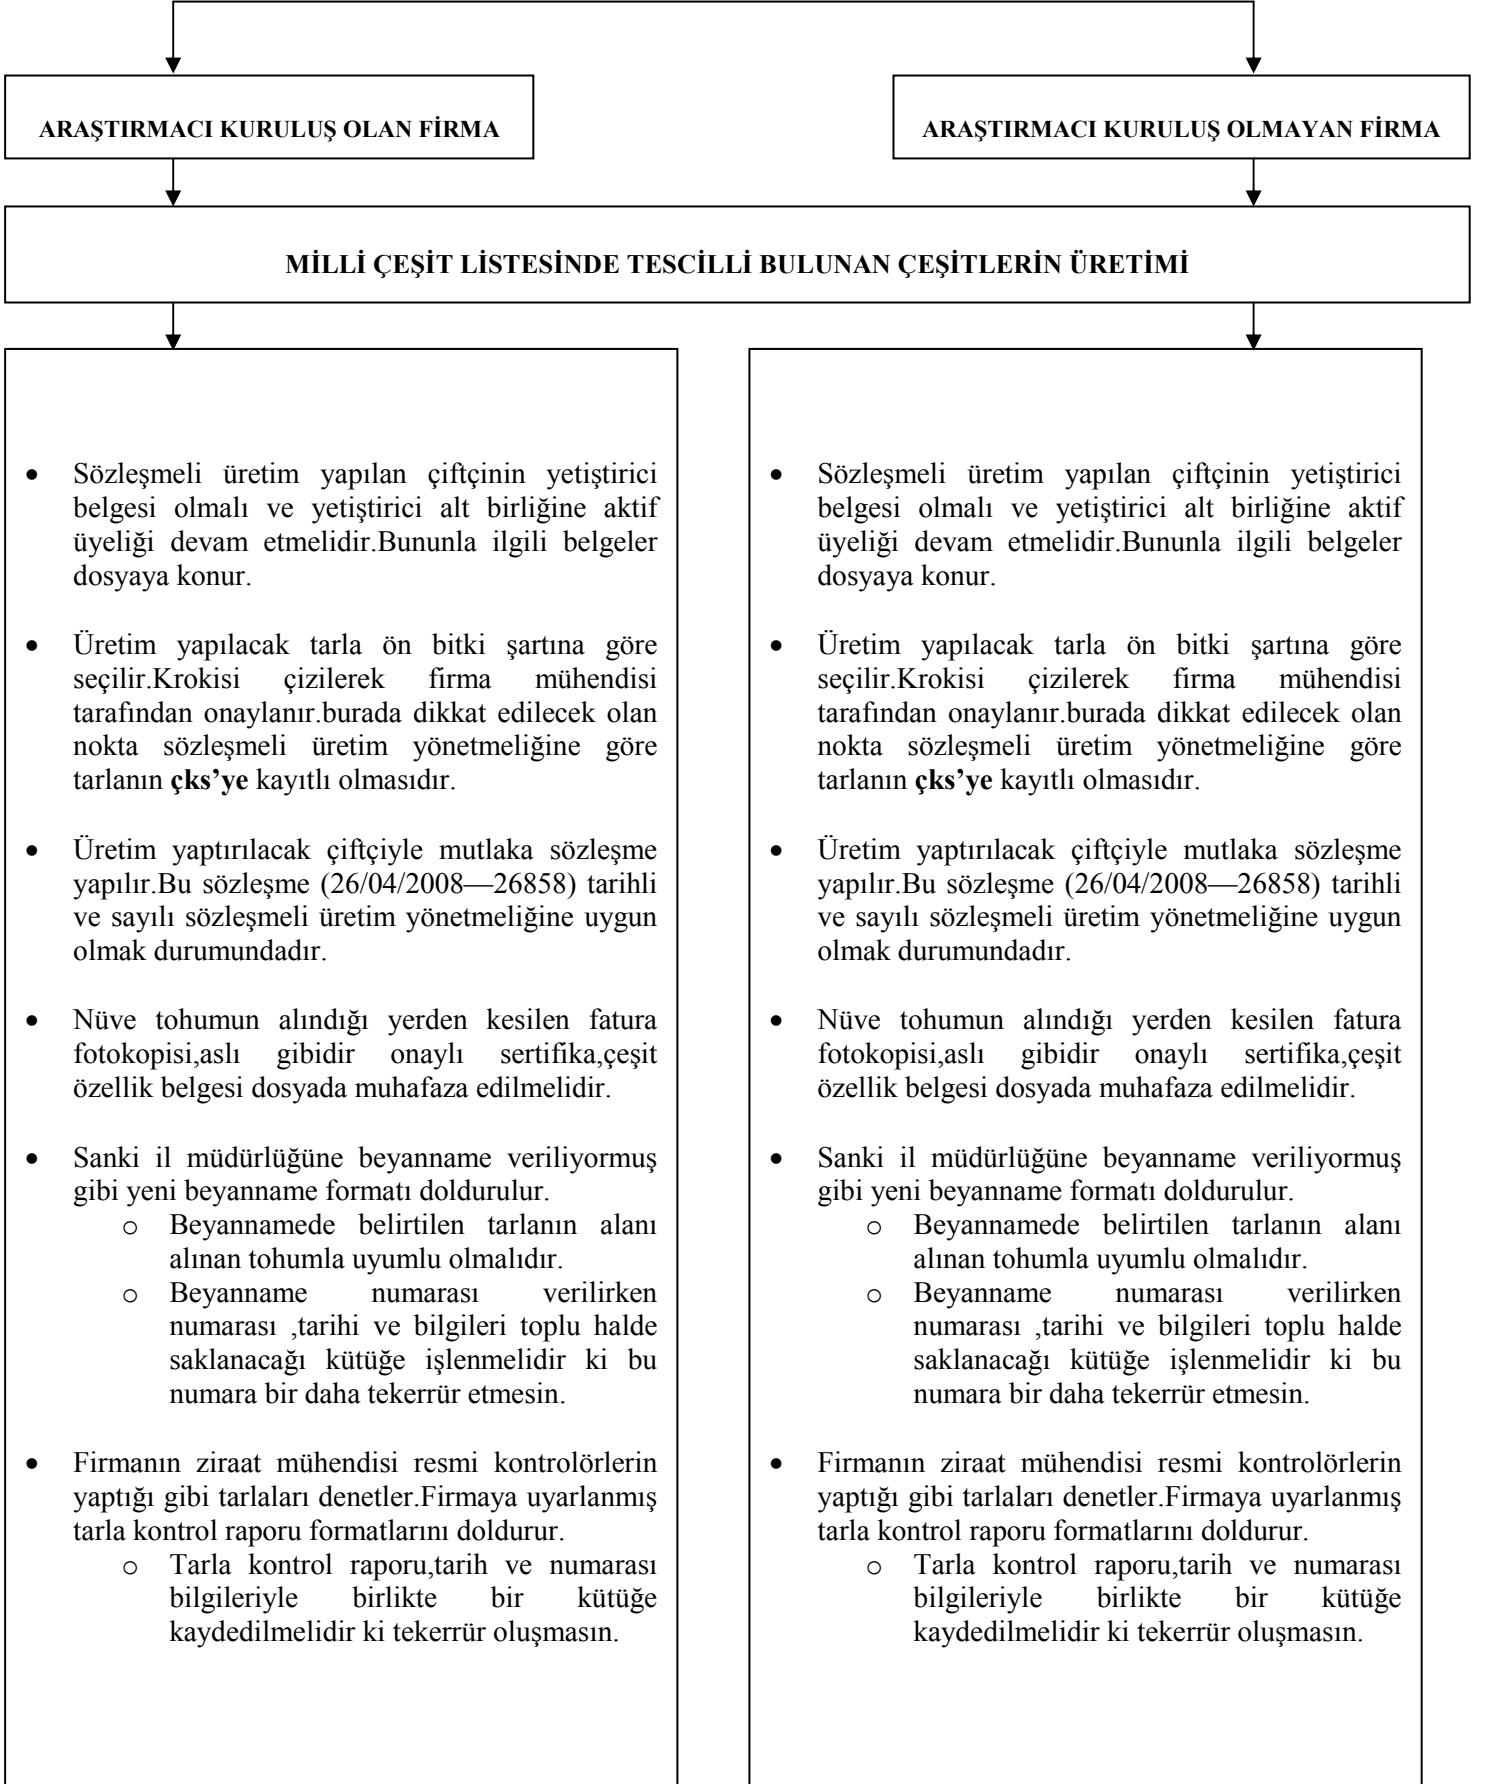 ARAŞTIRMACI KURULUŞ OLAN FİRMA
ARAŞTIRMACI KURULUŞ OLMAYAN FİRMA
MİLLİ ÇEŞİT LİSTESİNDE TESCİLLİ BULUNAN ÇEŞİTLERİN ÜRETİMİ
• Sözleşmeli üretim yapılan çiftçinin yetiştirici
belgesi olmalı ve yetiştirici alt birliğine aktif
üyeliği devam etmelidir.Bununla ilgili belgeler
dosyaya konur.
• Üretim yapılacak tarla ön bitki şartına göre
seçilir.Krokisi çizilerek firma mühendisi
tarafından onaylanır.burada dikkat edilecek olan
nokta sözleşmeli üretim yönetmeliğine göre
tarlanın çks’ye kayıtlı olmasıdır.
• Üretim yaptırılacak çiftçiyle mutlaka sözleşme
yapılır.Bu sözleşme (26/04/2008—26858) tarihli
ve sayılı sözleşmeli üretim yönetmeliğine uygun
olmak durumundadır.
• Nüve tohumun alındığı yerden kesilen fatura
fotokopisi,aslı gibidir onaylı sertifika,çeşit
özellik belgesi dosyada muhafaza edilmelidir.
• Sanki il müdürlüğüne beyanname veriliyormuş
gibi yeni beyanname formatı doldurulur.
o Beyannamede belirtilen tarlanın alanı
alınan tohumla uyumlu olmalıdır.
o Beyanname numarası verilirken
numarası ,tarihi ve bilgileri toplu halde
saklanacağı kütüğe işlenmelidir ki bu
numara bir daha tekerrür etmesin.
• Firmanın ziraat mühendisi resmi kontrolörlerin
yaptığı gibi tarlaları denetler.Firmaya uyarlanmış
tarla kontrol raporu formatlarını doldurur.
o Tarla kontrol raporu,tarih ve numarası
bilgileriyle birlikte bir kütüğe
kaydedilmelidir ki tekerrür oluşmasın.
• Sözleşmeli üretim yapılan çiftçinin yetiştirici
belgesi olmalı ve yetiştirici alt birliğine aktif
üyeliği devam etmelidir.Bununla ilgili belgeler
dosyaya konur.
• Üretim yapılacak tarla ön bitki şartına göre
seçilir.Krokisi çizilerek firma mühendisi
tarafından onaylanır.burada dikkat edilecek olan
nokta sözleşmeli üretim yönetmeliğine göre
tarlanın çks’ye kayıtlı olmasıdır.
• Üretim yaptırılacak çiftçiyle mutlaka sözleşme
yapılır.Bu sözleşme (26/04/2008—26858) tarihli
ve sayılı sözleşmeli üretim yönetmeliğine uygun
olmak durumundadır.
• Nüve tohumun alındığı yerden kesilen fatura
fotokopisi,aslı gibidir onaylı sertifika,çeşit
özellik belgesi dosyada muhafaza edilmelidir.
• Sanki il müdürlüğüne beyanname veriliyormuş
gibi yeni beyanname formatı doldurulur.
o Beyannamede belirtilen tarlanın alanı
alınan tohumla uyumlu olmalıdır.
o Beyanname numarası verilirken
numarası ,tarihi ve bilgileri toplu halde
saklanacağı kütüğe işlenmelidir ki bu
numara bir daha tekerrür etmesin.
• Firmanın ziraat mühendisi resmi kontrolörlerin
yaptığı gibi tarlaları denetler.Firmaya uyarlanmış
tarla kontrol raporu formatlarını doldurur.
o Tarla kontrol raporu,tarih ve numarası
bilgileriyle birlikte bir kütüğe
kaydedilmelidir ki tekerrür oluşmasın.